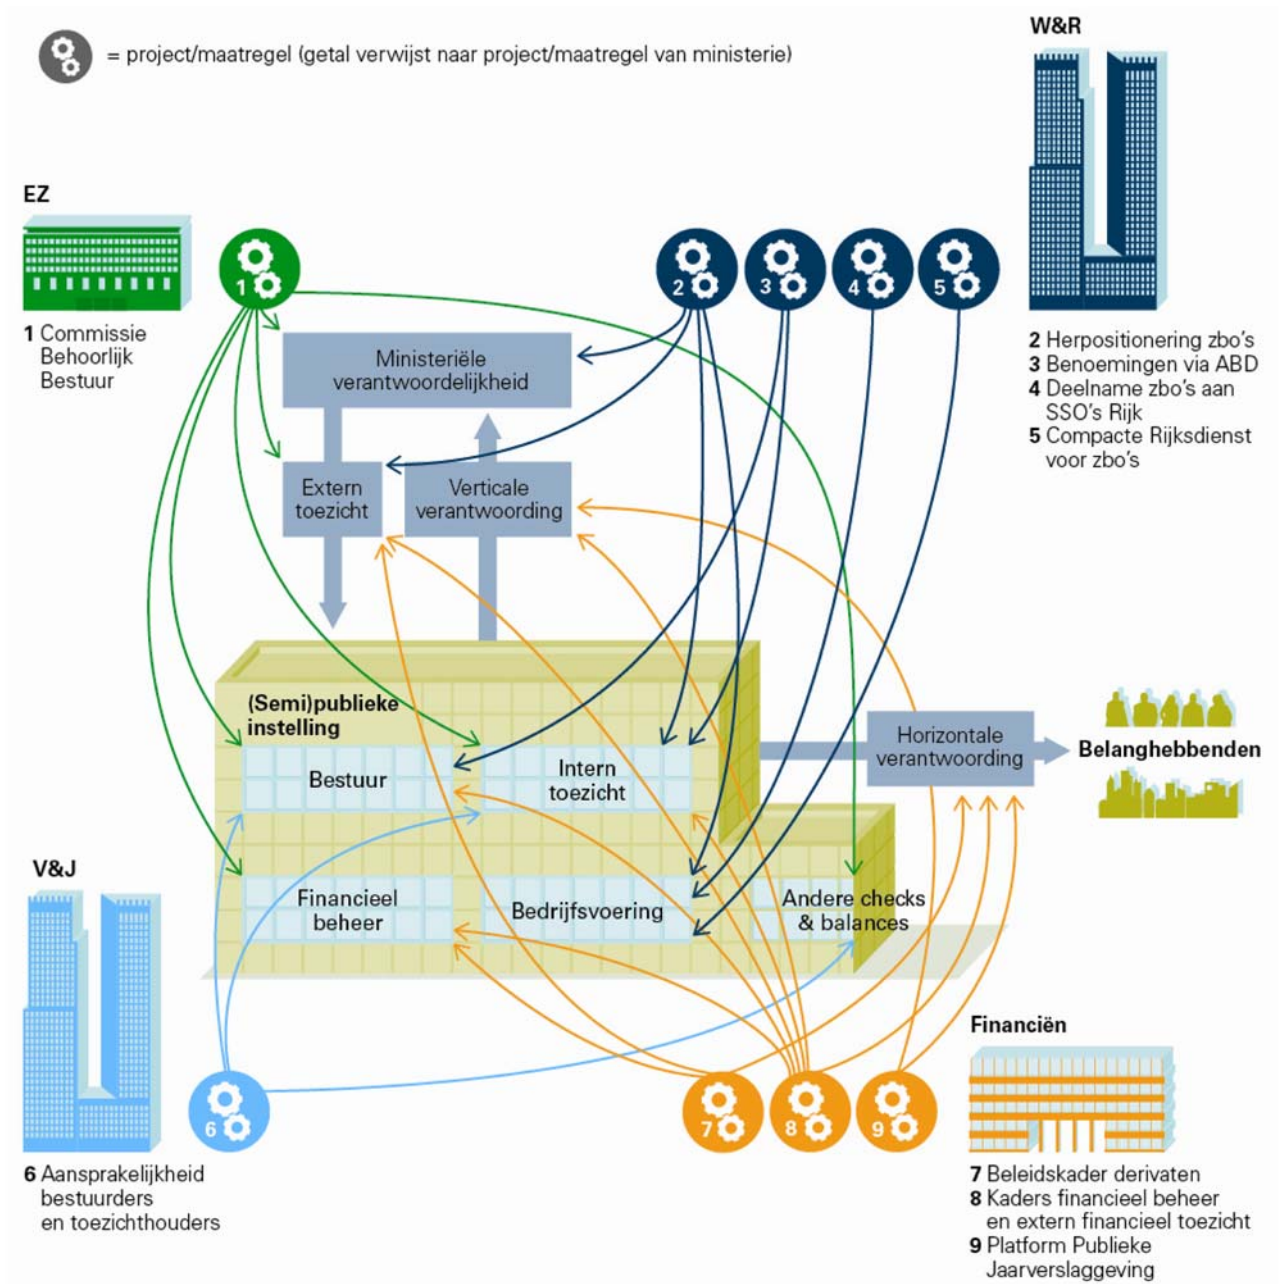 = project/maatregel (getal verwijst naar project/maatregel van ministerie)
W&R
EZ
1
2
3
4
5
1 Commissie
Behoorlijk
Bestuur
2 Herpositionering zbo's
3 Benoemingen via ABD
4 Deelname zbo's aan
SSO's Rijk
5 Compacte Rijksdienst
voor zbo's
Ministeriële
verantwoordelijkheid
Extern
toezicht
Verticale
verantwoording
(Semi)publieke
instelling
Bestuur
Intern
toezicht
Horizontale
verantwoording
Belanghebbenden
Financieel
beheer
Bedrijfsvoering
Andere checks
& balances
V&J
6
7
8
9
Financiën
6 Aansprakelijkheid
bestuurders
en toezichthouders
7 Beleidskader derivaten
8 Kaders financieel beheer
en extern financieel toezicht
9 Platform Publieke
Jaarverslaggeving